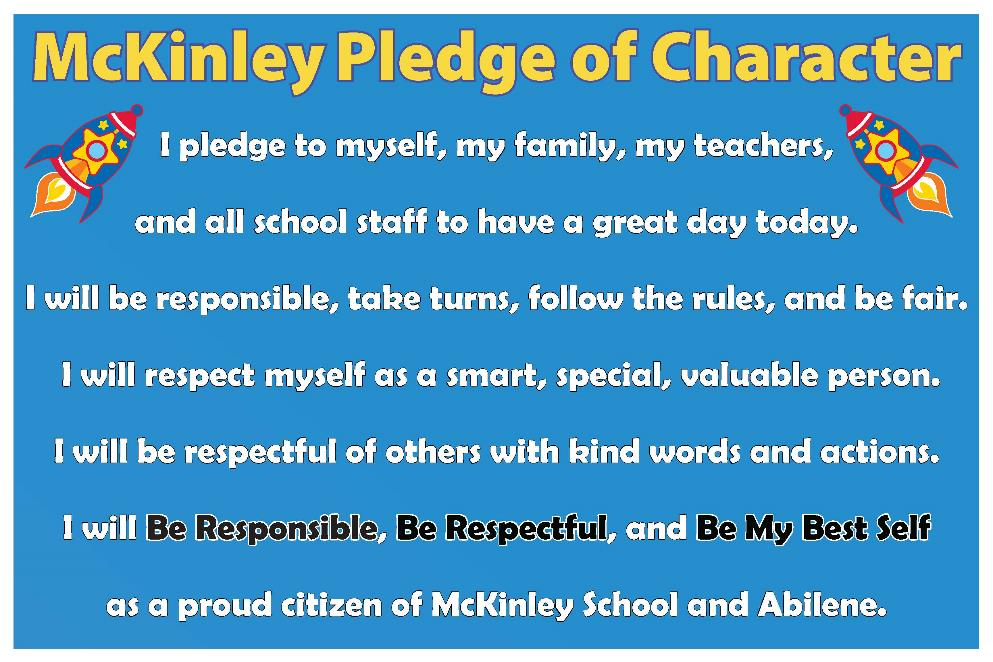 McKinley Pledge of Character
I pledge to myself, my family, my teachers,
and all school staff to have a great day today.
I will be responsible, take turns, follow the rules, and be fair.
I will respect myself as a smart, special, valuable person.
I will be respectful of others with kind words and actions.
I will Be Responsible, Be Respectful, and Be My Best Self
as a proud citizen of McKinley School and Abilene.